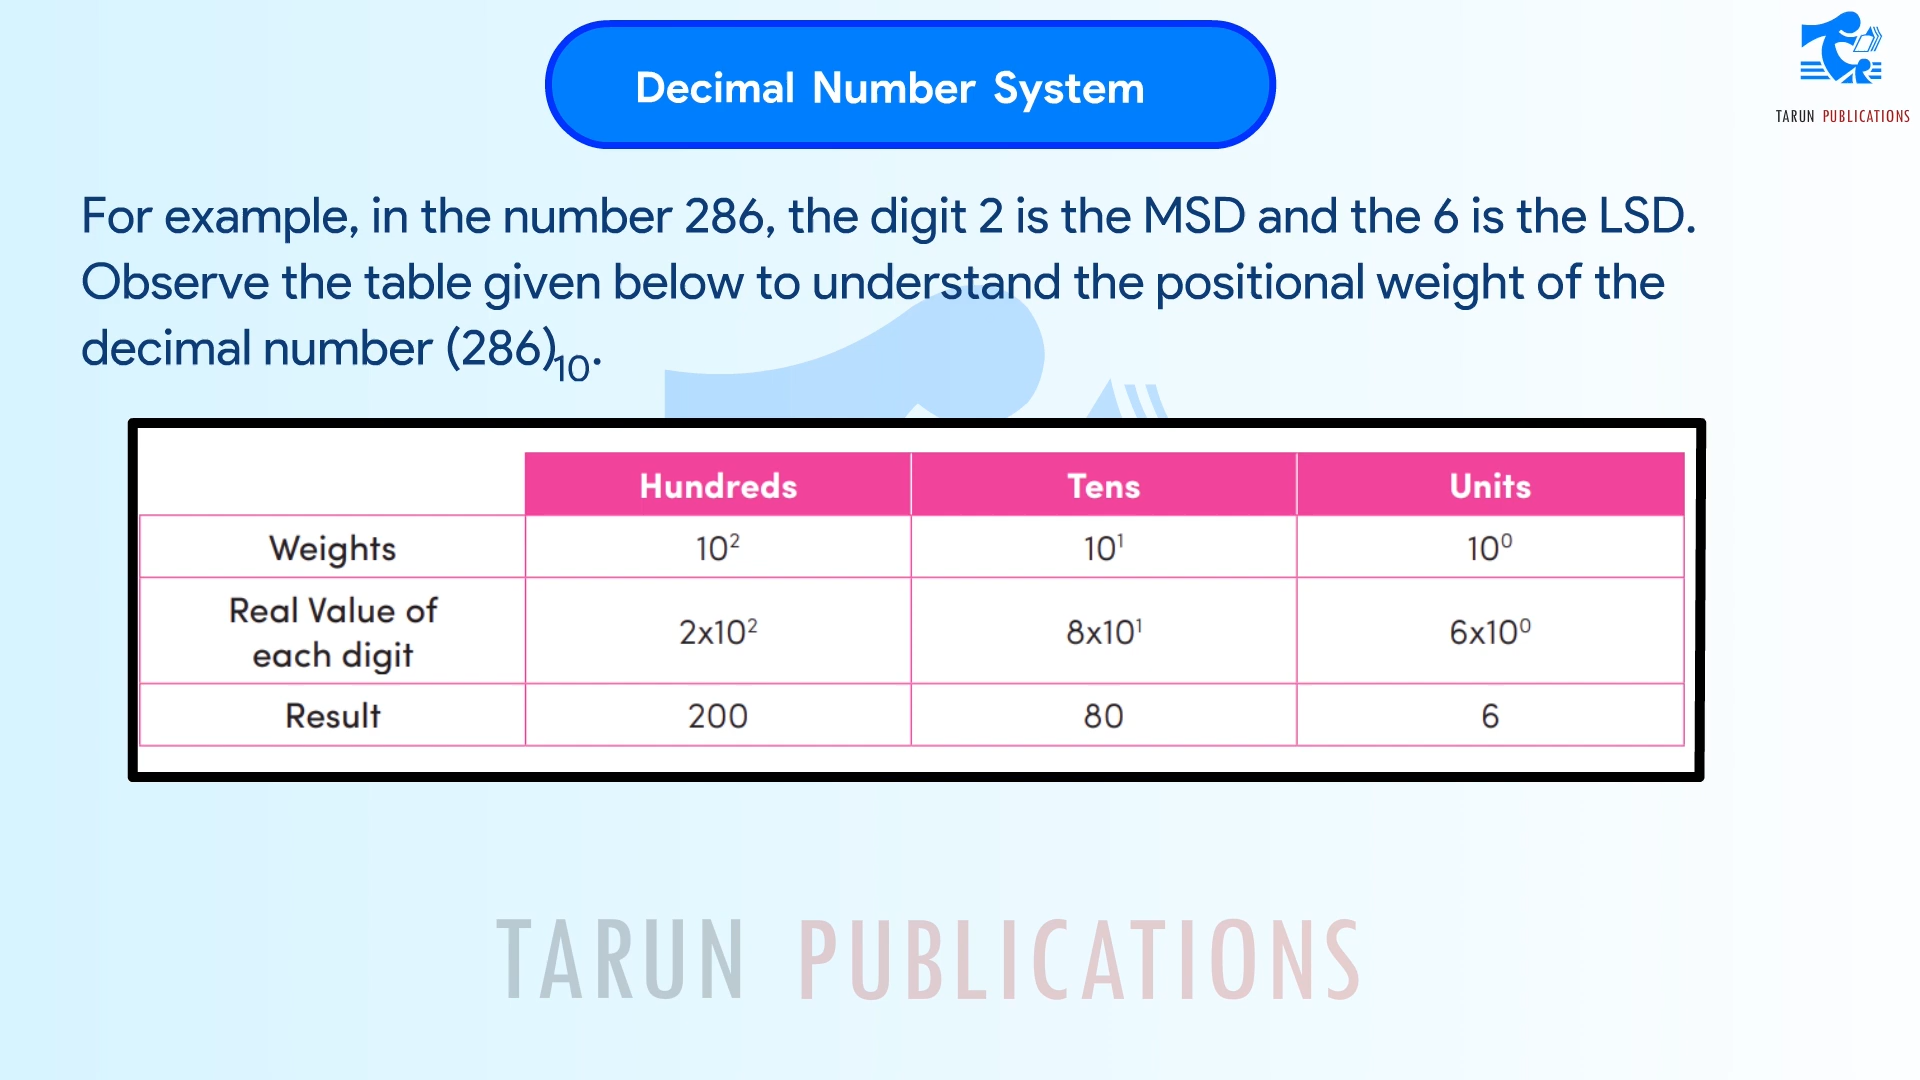 Decimal Number System
TARUN PUBLICATIONS
For example, in the number 286, the digit 2 is the MSD and the 6 is the LSD.
Observe the table given below to understand the positional weight of the
decimal number (286)₁₀.
Hundreds Tens Units
Weights 10² 10¹ 10⁰
Real Value of
each digit 2x10² 8x10¹ 6x10⁰
Result 200 80 6
TARUN PUBLICATIONS